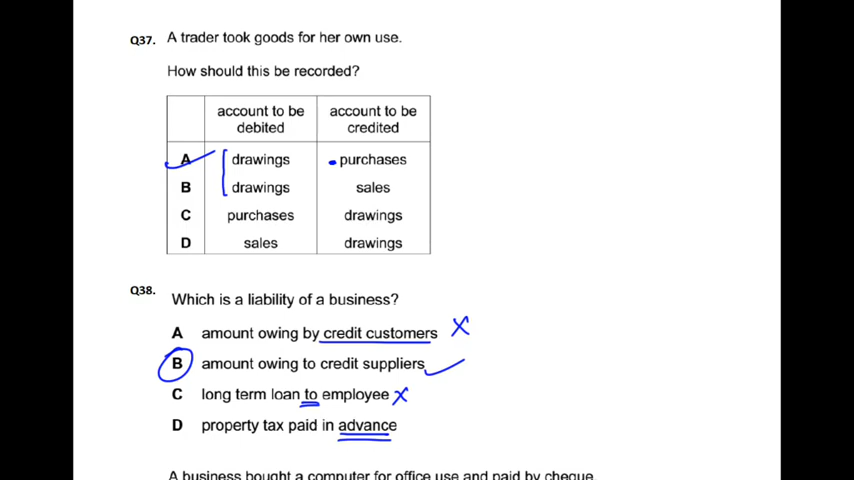 Q37. A trader took goods for her own use.
How should this be recorded?
account to be debited account to be credited
A drawings purchases
B drawings sales
C purchases drawings
D sales drawings
Q38. Which is a liability of a business?
A amount owing by credit customers
B amount owing to credit suppliers
C long term loan to employee
D property tax paid in advance
A business bought a computer for office use and paid by cheque.